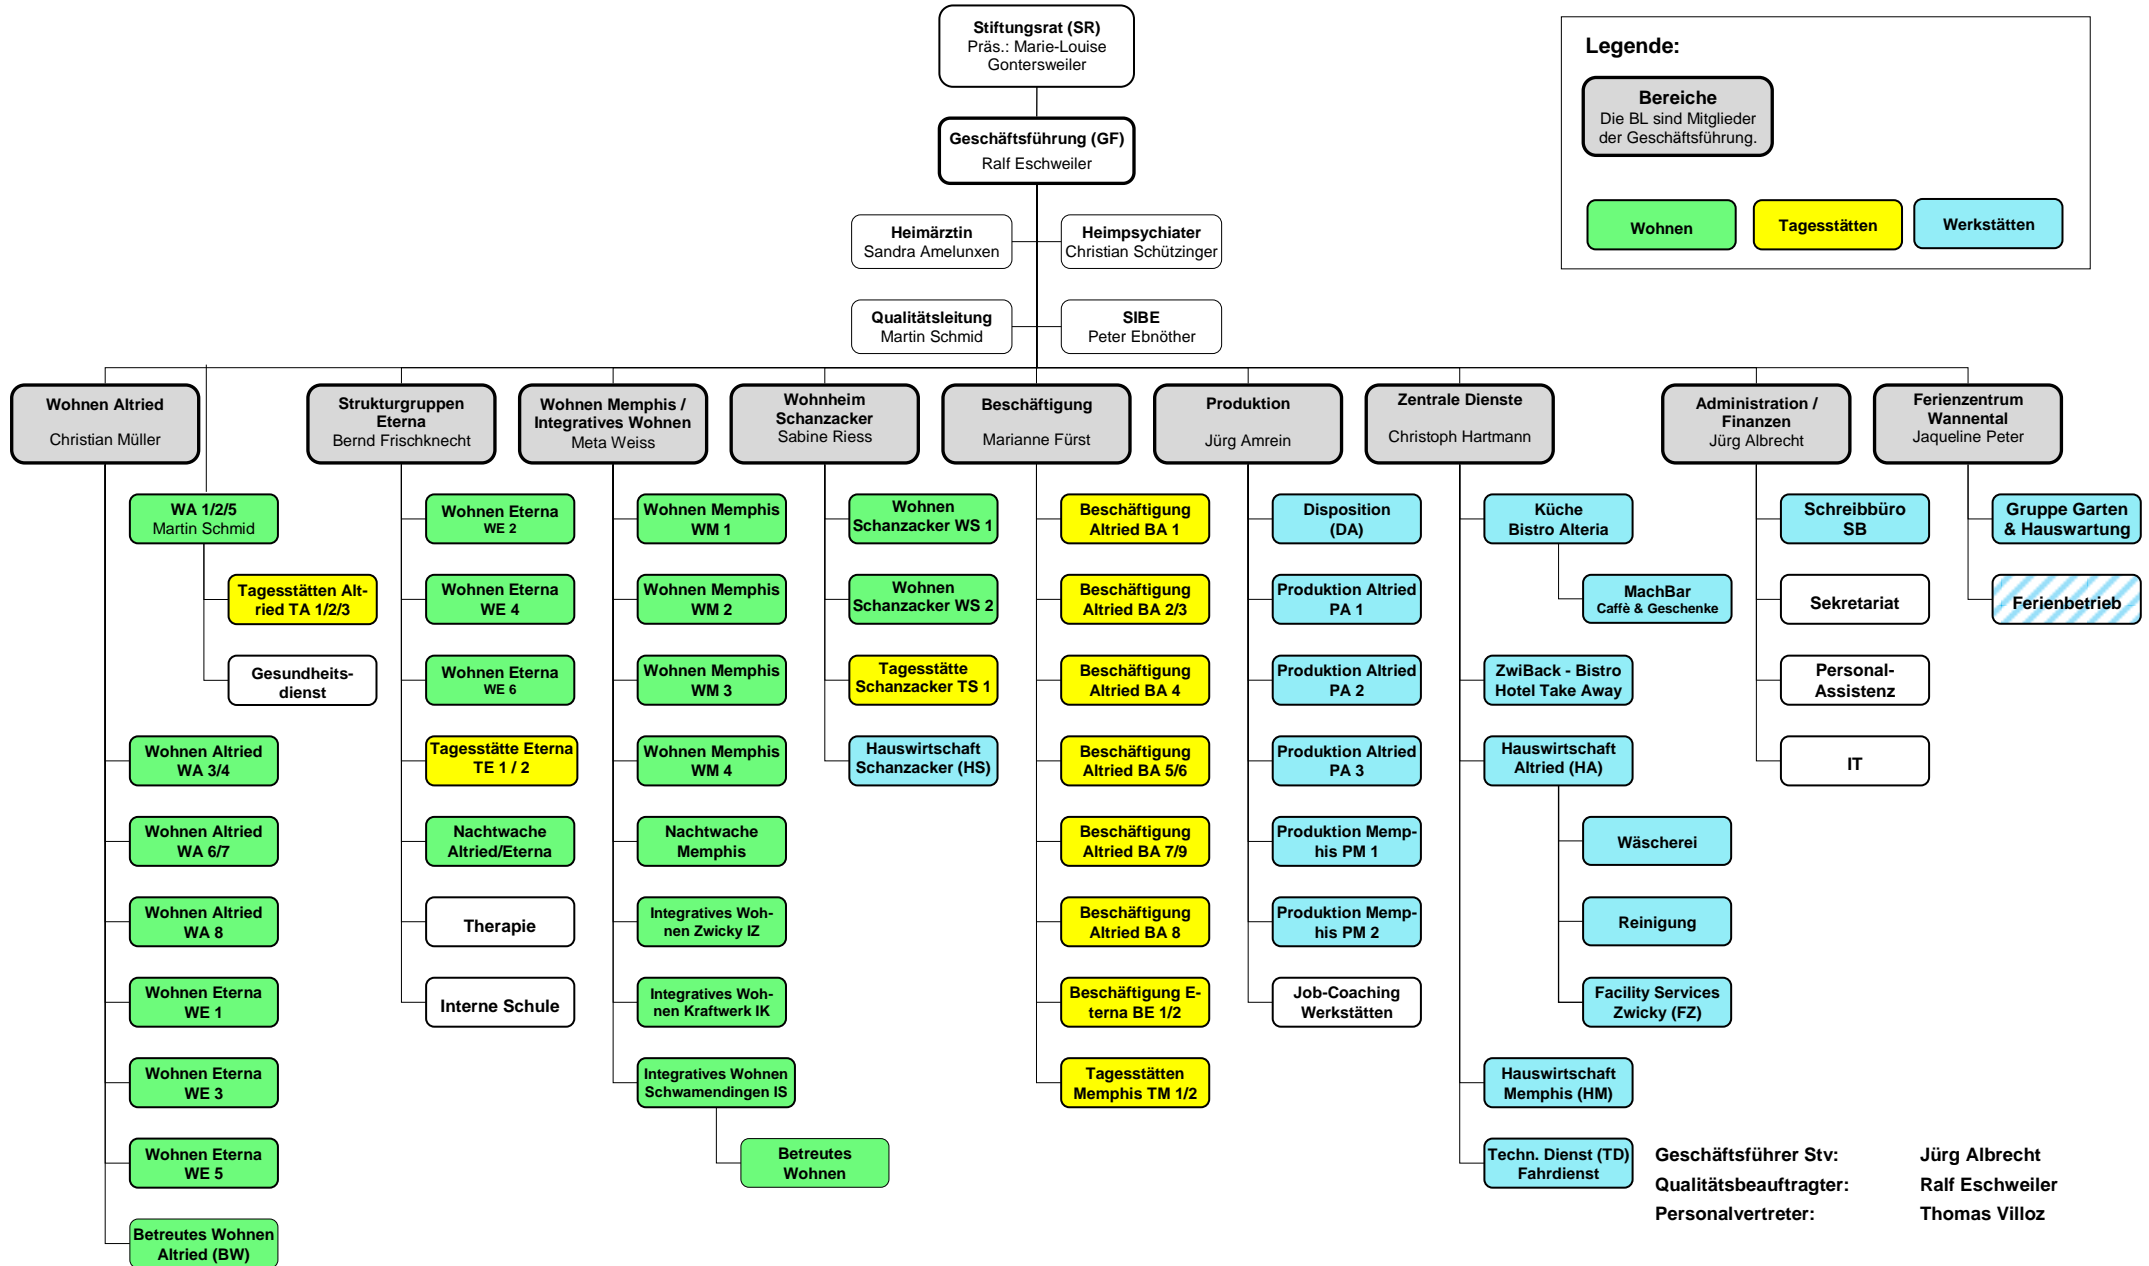 Stiftungsrat (SR)
Präs.: Marie-Louise
Gontersweiler
Legende:
Bereiche
Die BL sind Mitglieder
der Geschäftsführung.
Wohnen
Tagesstätten
Werkstätten
Geschäftsführung (GF)
Ralf Eschweiler
Heimärztin
Sandra Amelunxen
Heimpsychiater
Christian Schützinger
Qualitätsleitung
Martin Schmid
SIBE
Peter Ebnöther
Wohnen Altried
Christian Müller
Strukturgruppen
Eterna
Bernd Frischknecht
Wohnen Memphis /
Integratives Wohnen
Meta Weiss
Wohnheim
Schanzacker
Sabine Riess
Beschäftigung
Marianne Fürst
Produktion
Jürg Amrein
Zentrale Dienste
Christoph Hartmann
Administration /
Finanzen
Jürg Albrecht
Ferienzentrum
Wannental
Jaqueline Peter
WA 1/2/5
Martin Schmid
Tagesstätten Alt-
ried TA 1/2/3
Gesundheits-
dienst
Wohnen Altried
WA 3/4
Wohnen Altried
WA 6/7
Wohnen Altried
WA 8
Wohnen Eterna
WE 1
Wohnen Eterna
WE 3
Wohnen Eterna
WE 5
Betreutes Wohnen
Altried (BW)
Wohnen Eterna
WE 2
Wohnen Eterna
WE 4
Wohnen Eterna
WE 6
Tagesstätte Eterna
TE 1 / 2
Nachtwache
Altried/Eterna
Therapie
Interne Schule
Wohnen Memphis
WM 1
Wohnen Memphis
WM 2
Wohnen Memphis
WM 3
Wohnen Memphis
WM 4
Nachtwache
Memphis
Integratives Woh-
nen Zwicky IZ
Integratives Woh-
nen Kraftwerk IK
Integratives Wohnen
Schwamendingen IS
Betreutes
Wohnen
Wohnen
Schanzacker WS 1
Wohnen
Schanzacker WS 2
Tagesstätte
Schanzacker TS 1
Hauswirtschaft
Schanzacker (HS)
Beschäftigung
Altried BA 1
Beschäftigung
Altried BA 2/3
Beschäftigung
Altried BA 4
Beschäftigung
Altried BA 5/6
Beschäftigung
Altried BA 7/9
Beschäftigung
Altried BA 8
Beschäftigung E-
terna BE 1/2
Tagesstätten
Memphis TM 1/2
Disposition
(DA)
Produktion Altried
PA 1
Produktion Altried
PA 2
Produktion Altried
PA 3
Produktion Memp-
his PM 1
Produktion Memp-
his PM 2
Job-Coaching
Werkstätten
Küche
Bistro Alteria
MachBar
Caffè & Geschenke
ZwiBack - Bistro
Hotel Take Away
Hauswirtschaft
Altried (HA)
Wäscherei
Reinigung
Facility Services
Zwicky (FZ)
Hauswirtschaft
Memphis (HM)
Techn. Dienst (TD)
Fahrdienst
Schreibbüro
SB
Sekretariat
Personal-
Assistenz
IT
Gruppe Garten
& Hauswartung
Ferienbetrieb
Geschäftsführer Stv: Jürg Albrecht
Qualitätsbeauftragter: Ralf Eschweiler
Personalvertreter: Thomas Villoz